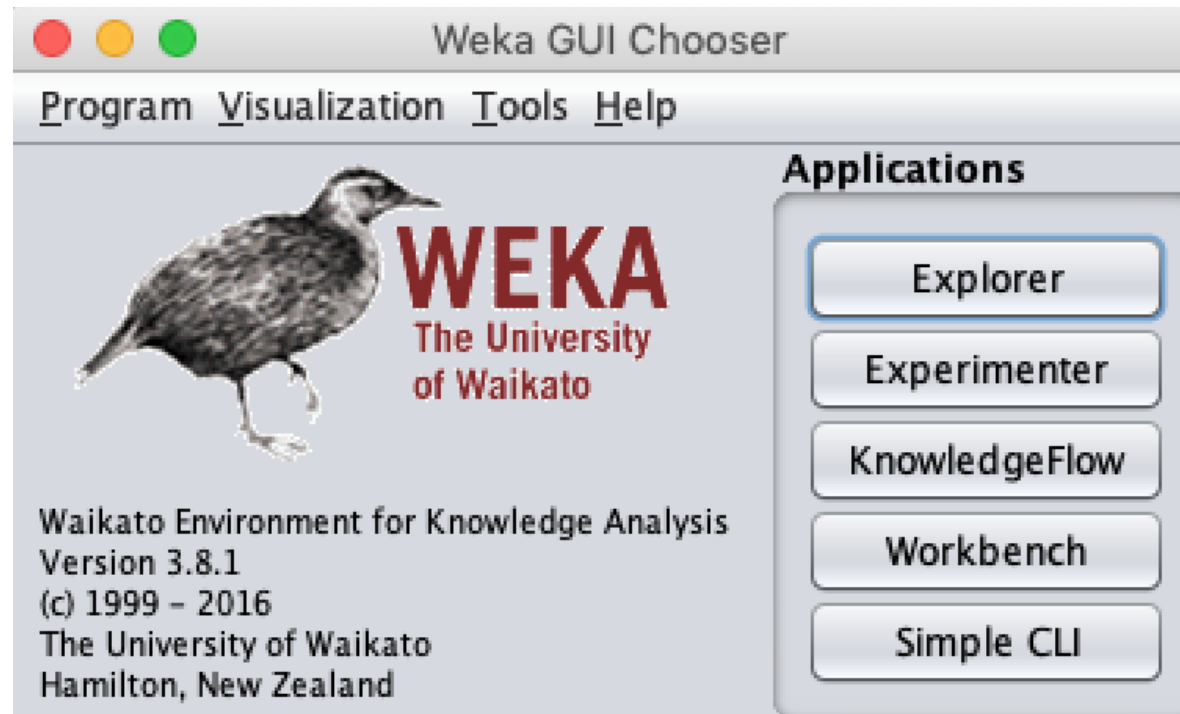 Weka GUI Chooser
Program Visualization Tools Help
WEKA
The University
of Waikato
Waikato Environment for Knowledge Analysis
Version 3.8.1
(c) 1999 – 2016
The University of Waikato
Hamilton, New Zealand
Applications
Explorer
Experimenter
KnowledgeFlow
Workbench
Simple CLI